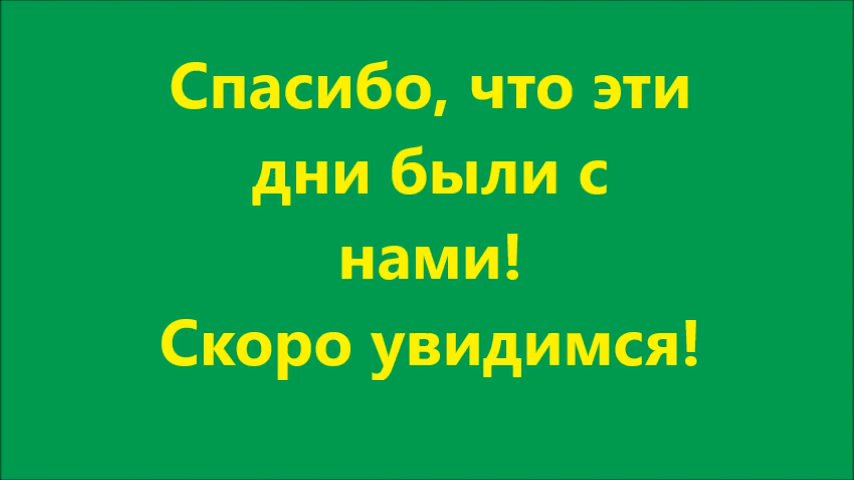 Спасибо, что эти
дни были с
нами!
Скоро увидимся!